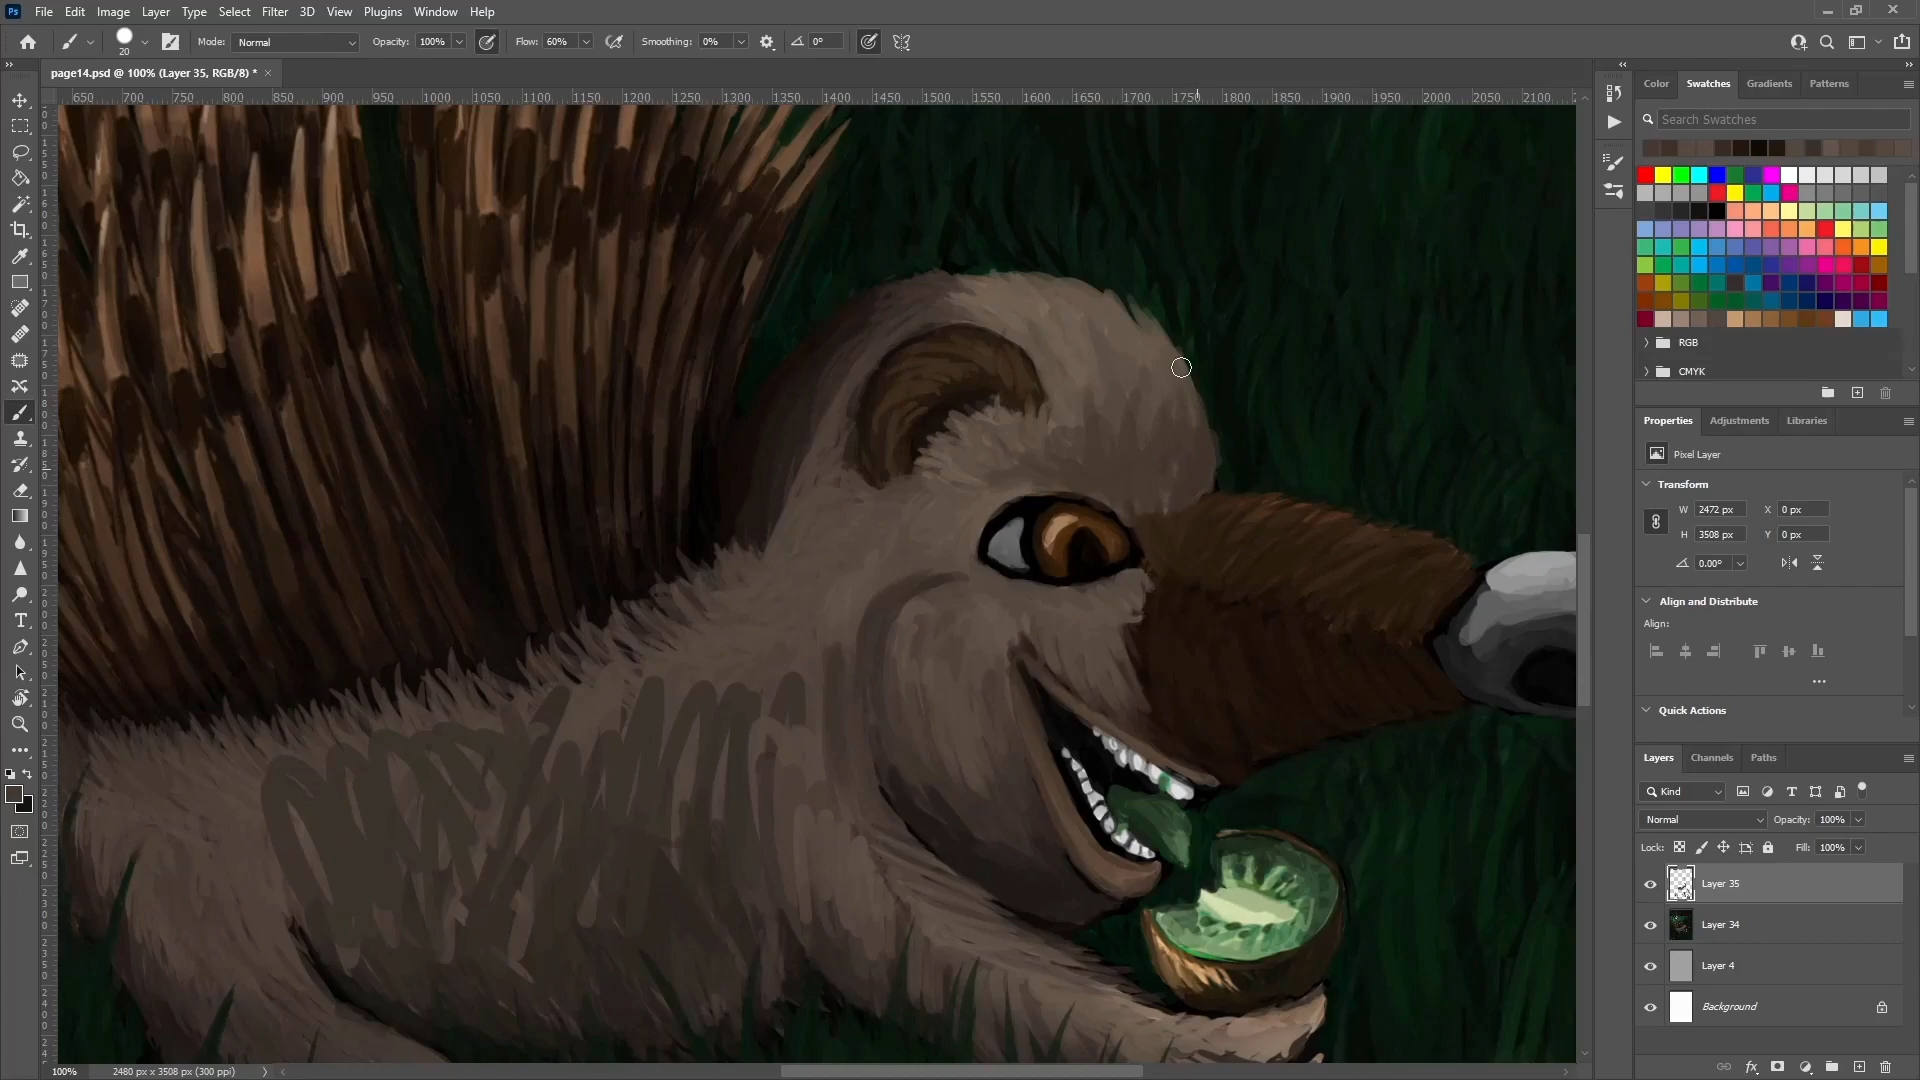 Ps File Edit Image Layer Type Select Filter 3D View Plugins Window Help
20 Mode: Normal Opacity: 100% Flow: 60% Smoothing: 0% 0°
page14.psd @ 100% (Layer 35, RGB/8) * ×
650 700 750 800 850 900 950 1000 1050 1100 1150 1200 1250 1300 1350 1400 1450 1500 1550 1600 1650 1700 1750 1800 1850 1900 1950 2000 2050 2100
Color Swatches Gradients Patterns
Search Swatches
RGB
CMYK
Properties Adjustments Libraries
Pixel Layer
Transform
W 2472 px X 0 px
H 3508 px Y 0 px
0.00°
Align and Distribute
Align:
Quick Actions
Layers Channels Paths
Kind
Normal Opacity: 100%
Lock: Fill: 100%
Layer 35
Layer 34
Layer 4
Background
fx
100% 2480 px x 3508 px (300 ppi)